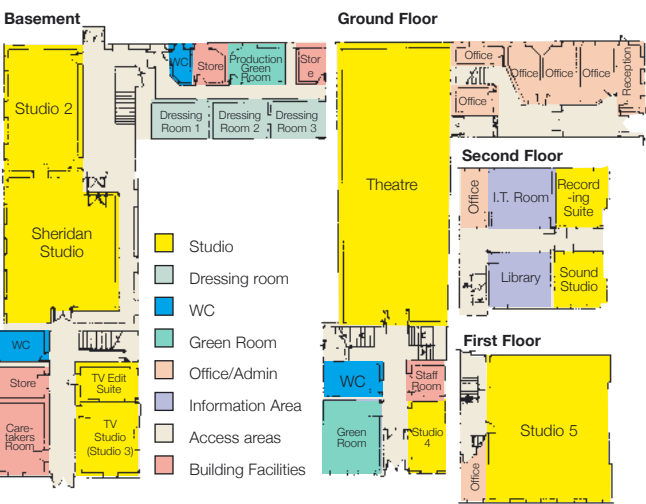 Basement
WC
Store
Production
Green
Room
Stor
e
Studio 2
Dressing
Room 1
Dressing
Room 2
Dressing
Room 3
Sheridan
Studio
WC
Store
TV Edit
Suite
Care-
takers
Room
TV
Studio
(Studio 3)
Studio
Dressing room
WC
Green Room
Office/Admin
Information Area
Access areas
Building Facilities
Ground Floor
Office
Office
Office
Office
Reception
Office
Theatre
WC
Staff
Room
Green
Room
Studio
4
Second Floor
Office
I.T. Room
Record
-ing
Suite
Library
Sound
Studio
First Floor
Studio 5
Office